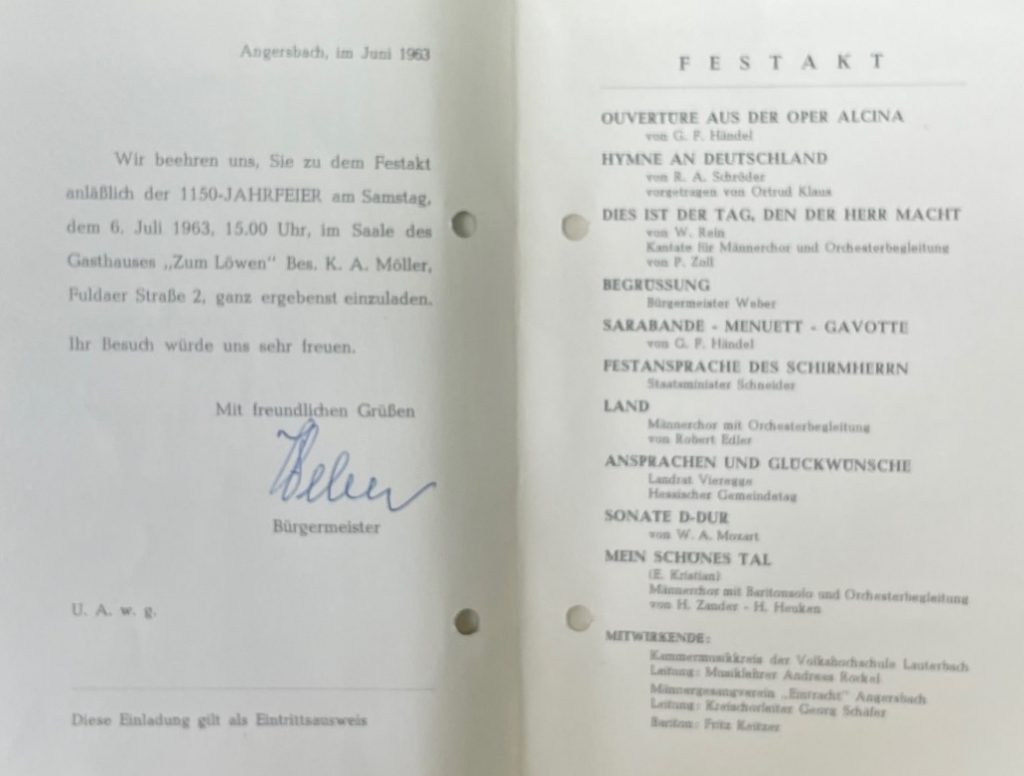 Angersbach, im Juni 1963
Wir beehren uns, Sie zu dem Festakt
anläßlich der 1150-JAHRFEIER am Samstag,
dem 6. Juli 1963, 15.00 Uhr, im Saale des
Gasthauses „Zum Löwen“ Bes. K. A. Möller,
Fuldaer Straße 2, ganz ergebenst einzuladen.
Ihr Besuch würde uns sehr freuen.
Mit freundlichen Grüßen
Weber
Bürgermeister
U. A. w. g.
Diese Einladung gilt als Eintrittsausweis
FESTAKT
OUVERTURE AUS DER OPER ALCINA
von G. F. Händel
HYMNE AN DEUTSCHLAND
von R. A. Schröder
vorgetragen von Ortrud Klaus
DIES IST DER TAG, DEN DER HERR MACHT
von W. Rein
Kantate für Männerchor und Orchesterbegleitung
von P. Zoll
BEGRÜSSUNG
Bürgermeister Weber
SARABANDE - MENUETT - GAVOTTE
von G. F. Händel
FESTANSPRACHE DES SCHIRMHERRN
Staatsminister Schneider
LAND
Männerchor mit Orchesterbegleitung
von Robert Edler
ANSPRACHEN UND GLÜCKWÜNSCHE
Landrat Vieregge
Hessischer Gemeindetag
SONATE D-DUR
von W. A. Mozart
MEIN SCHÖNES TAL
(E. Kristian)
Männerchor mit Baritonsolo und Orchesterbegleitung
von H. Zander - H. Heuken
MITWIRKENDE:
Kammermusikkreis der Volkshochschule Lauterbach
Leitung: Musiklehrer Andreas Rockel
Männergesangverein „Eintracht“ Angersbach
Leitung: Kreischorleiter Georg Schäfer
Bariton: Fritz